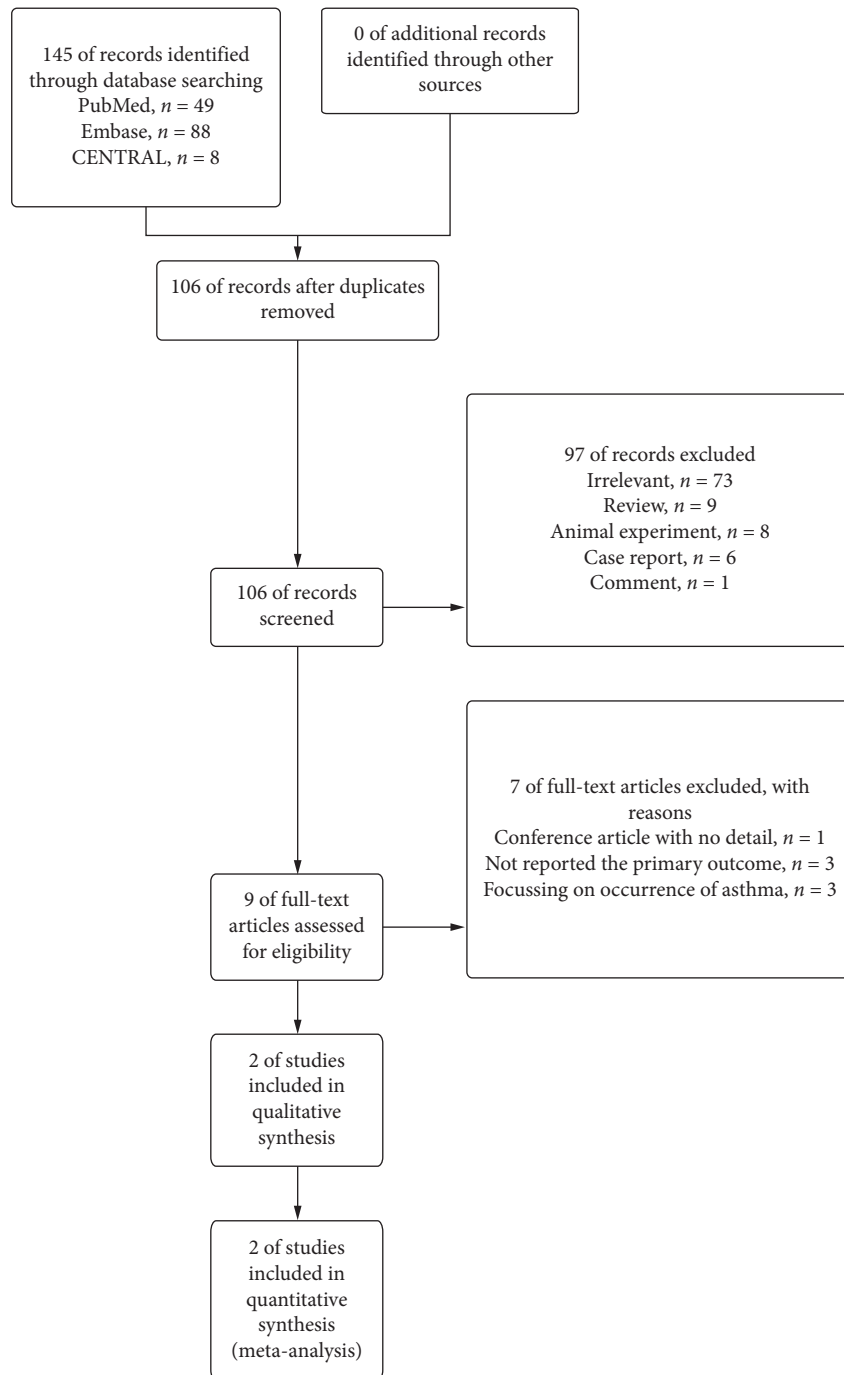 145 of records identified
through database searching
PubMed, n = 49
Embase, n = 88
CENTRAL, n = 8
0 of additional records
identified through other
sources
106 of records after duplicates
removed
97 of records excluded
Irrelevant, n = 73
Review, n = 9
Animal experiment, n = 8
Case report, n = 6
Comment, n = 1
106 of records
screened
7 of full-text articles excluded, with
reasons
Conference article with no detail, n = 1
Not reported the primary outcome, n = 3
Focussing on occurrence of asthma, n = 3
9 of full-text
articles assessed
for eligibility
2 of studies
included in
qualitative
synthesis
2 of studies
included in
quantitative
synthesis
(meta-analysis)